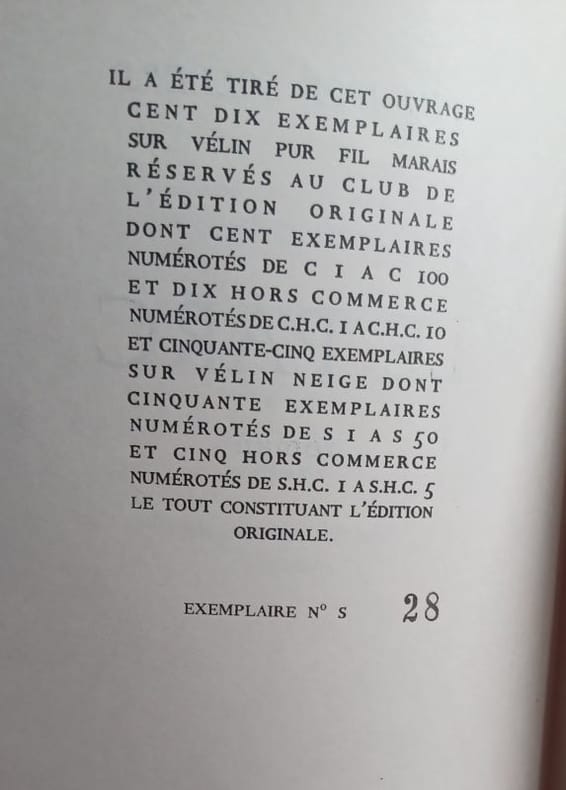 IL A ÉTÉ TIRÉ DE CET OUVRAGE
CENT DIX EXEMPLAIRES
SUR VÉLIN PUR FIL MARAIS
RÉSERVÉS AU CLUB DE
L'ÉDITION ORIGINALE
DONT CENT EXEMPLAIRES
NUMÉROTÉS DE C I A C 100
ET DIX HORS COMMERCE
NUMÉROTÉS DE C.H.C. I A C.H.C. 10
ET CINQUANTE-CINQ EXEMPLAIRES
SUR VÉLIN NEIGE DONT
CINQUANTE EXEMPLAIRES
NUMÉROTÉS DE S I A S 50
ET CINQ HORS COMMERCE
NUMÉROTÉS DE S.H.C. I A S.H.C. 5
LE TOUT CONSTITUANT L'ÉDITION
ORIGINALE.
EXEMPLAIRE Nº S 28